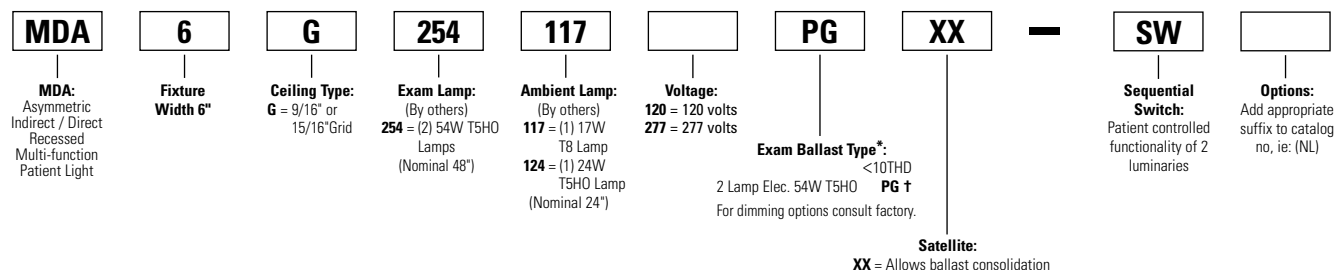 MDA 6 G 254 117 PG XX – SW
MDA:
Asymmetric
Indirect / Direct
Recessed
Multi-function
Patient Light
Fixture
Width 6"
Ceiling Type:
G = 9/16" or
15/16"Grid
Exam Lamp:
(By others)
254 = (2) 54W T5HO
Lamps
(Nominal 48")
Ambient Lamp:
(By others)
117 = (1) 17W
T8 Lamp
124 = (1) 24W
T5HO Lamp
(Nominal 24")
Voltage:
120 = 120 volts
277 = 277 volts
Exam Ballast Type*:
<10THD
2 Lamp Elec. 54W T5HO PG †
For dimming options consult factory.
Satellite:
XX = Allows ballast consolidation
Sequential
Switch:
Patient controlled
functionality of 2
luminaries
Options:
Add appropriate
suffix to catalog
no, ie: (NL)